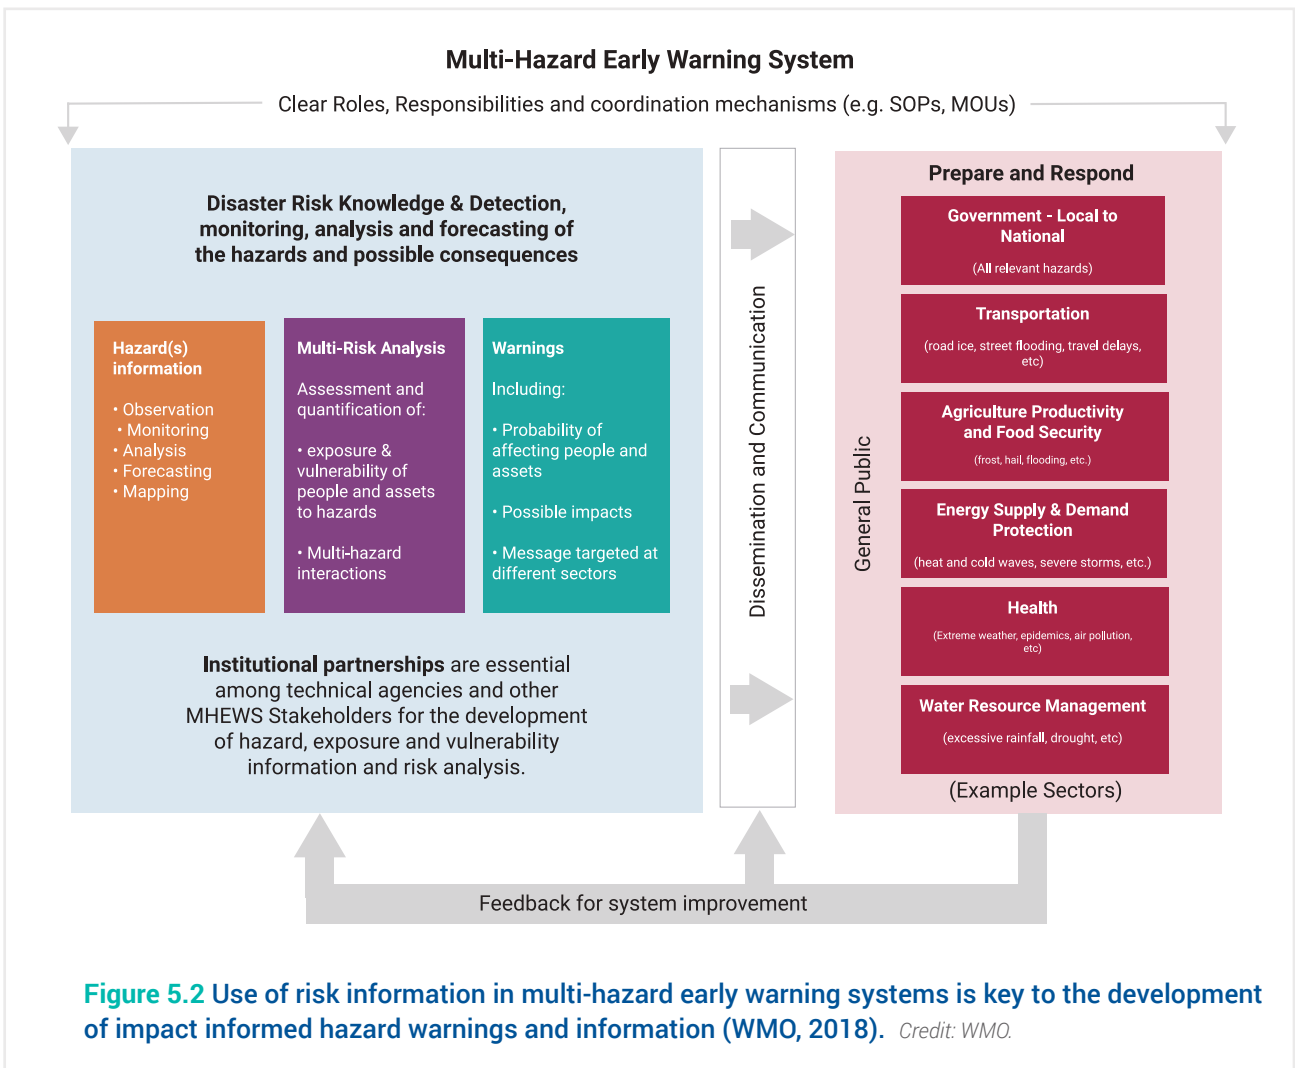 Multi-Hazard Early Warning System
Clear Roles, Responsibilities and coordination mechanisms (e.g. SOPs, MOUs)
Disaster Risk Knowledge & Detection,
monitoring, analysis and forecasting of
the hazards and possible consequences
Hazard(s)
information
• Observation
• Monitoring
• Analysis
• Forecasting
• Mapping
Multi-Risk Analysis
Assessment and
quantification of:
• exposure &
vulnerability of
people and assets
to hazards
• Multi-hazard
interactions
Warnings
Including:
• Probability of
affecting people and
assets
• Possible impacts
• Message targeted at
different sectors
Institutional partnerships are essential
among technical agencies and other
MHEWS Stakeholders for the development
of hazard, exposure and vulnerability
information and risk analysis.
Dissemination and Communication
General Public
Prepare and Respond
Government - Local to
National
(All relevant hazards)
Transportation
(road ice, street flooding, travel delays,
etc)
Agriculture Productivity
and Food Security
(frost, hail, flooding, etc.)
Energy Supply & Demand
Protection
(heat and cold waves, severe storms, etc.)
Health
(Extreme weather, epidemics, air pollution,
etc)
Water Resource Management
(excessive rainfall, drought, etc)
(Example Sectors)
Feedback for system improvement
Figure 5.2 Use of risk information in multi-hazard early warning systems is key to the development
of impact informed hazard warnings and information (WMO, 2018). Credit: WMO.